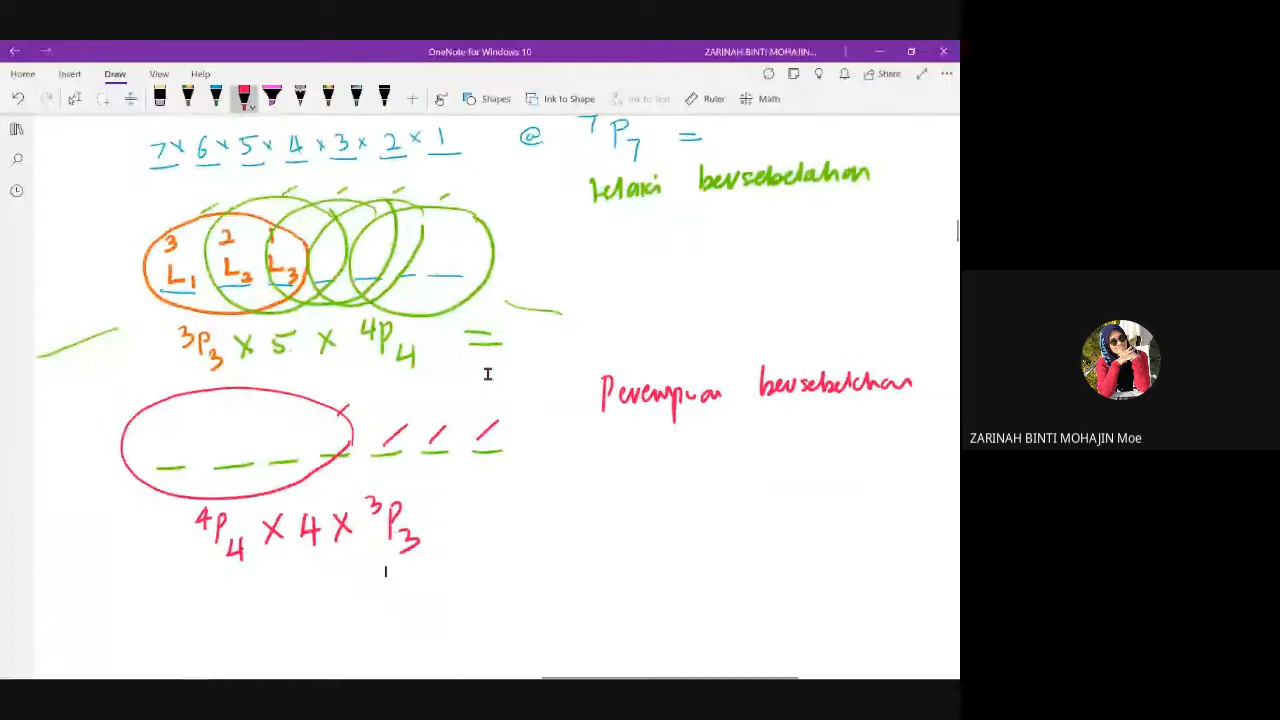 OneNote for Windows 10
ZARINAH BINTI MOHAJIN...
Home Insert Draw View Help
Share
Shapes Ink to Shape Ink to Text Ruler Math
7 × 6 × 5 × 4 × 3 × 2 × 1 @ ⁷P₇ =
Lelaki bersebelahan
3 2 1
L₁ L₂ L₃
³P₃ × 5 × ⁴P₄ =
Perempuan bersebelahan
⁴P₄ × 4 × ³P₃
ZARINAH BINTI MOHAJIN Moe